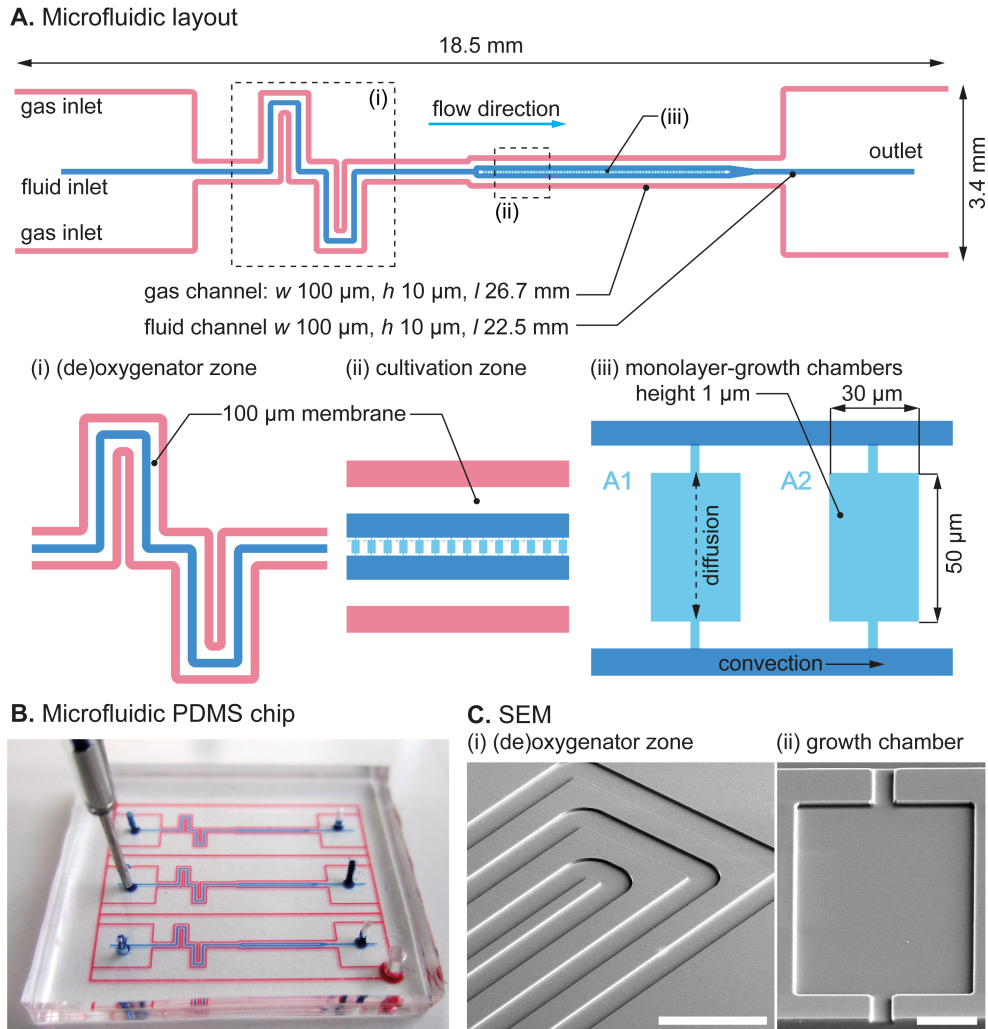 A. Microfluidic layout
18.5 mm
gas inlet
(i)
flow direction
(iii)
fluid inlet
outlet
(ii)
3.4 mm
gas inlet
gas channel: w 100 µm, h 10 µm, l 26.7 mm
fluid channel w 100 µm, h 10 µm, l 22.5 mm
(i) (de)oxygenator zone
(ii) cultivation zone
(iii) monolayer-growth chambers
height 1 µm
30 µm
100 µm membrane
A1
A2
diffusion
50 µm
convection
B. Microfluidic PDMS chip
C. SEM
(i) (de)oxygenator zone
(ii) growth chamber